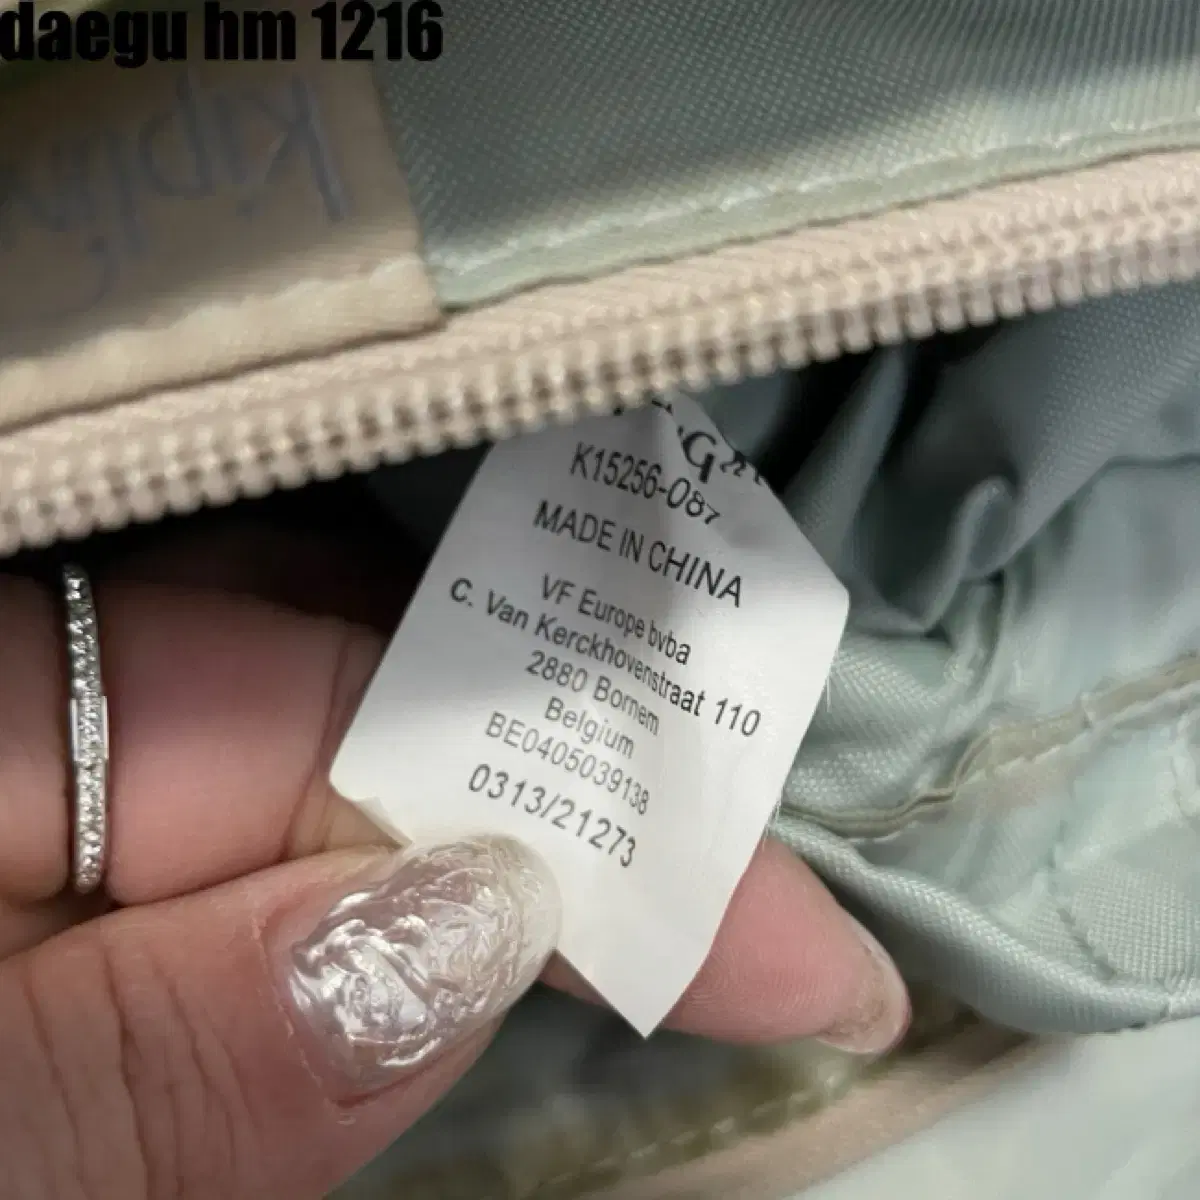 daegu hm 1216
kipling
K15256-087
MADE IN CHINA
VF Europe bvba
C. Van Kerckhovenstraat 110
2880 Bornem
Belgium
BE0405039138
0313/21273